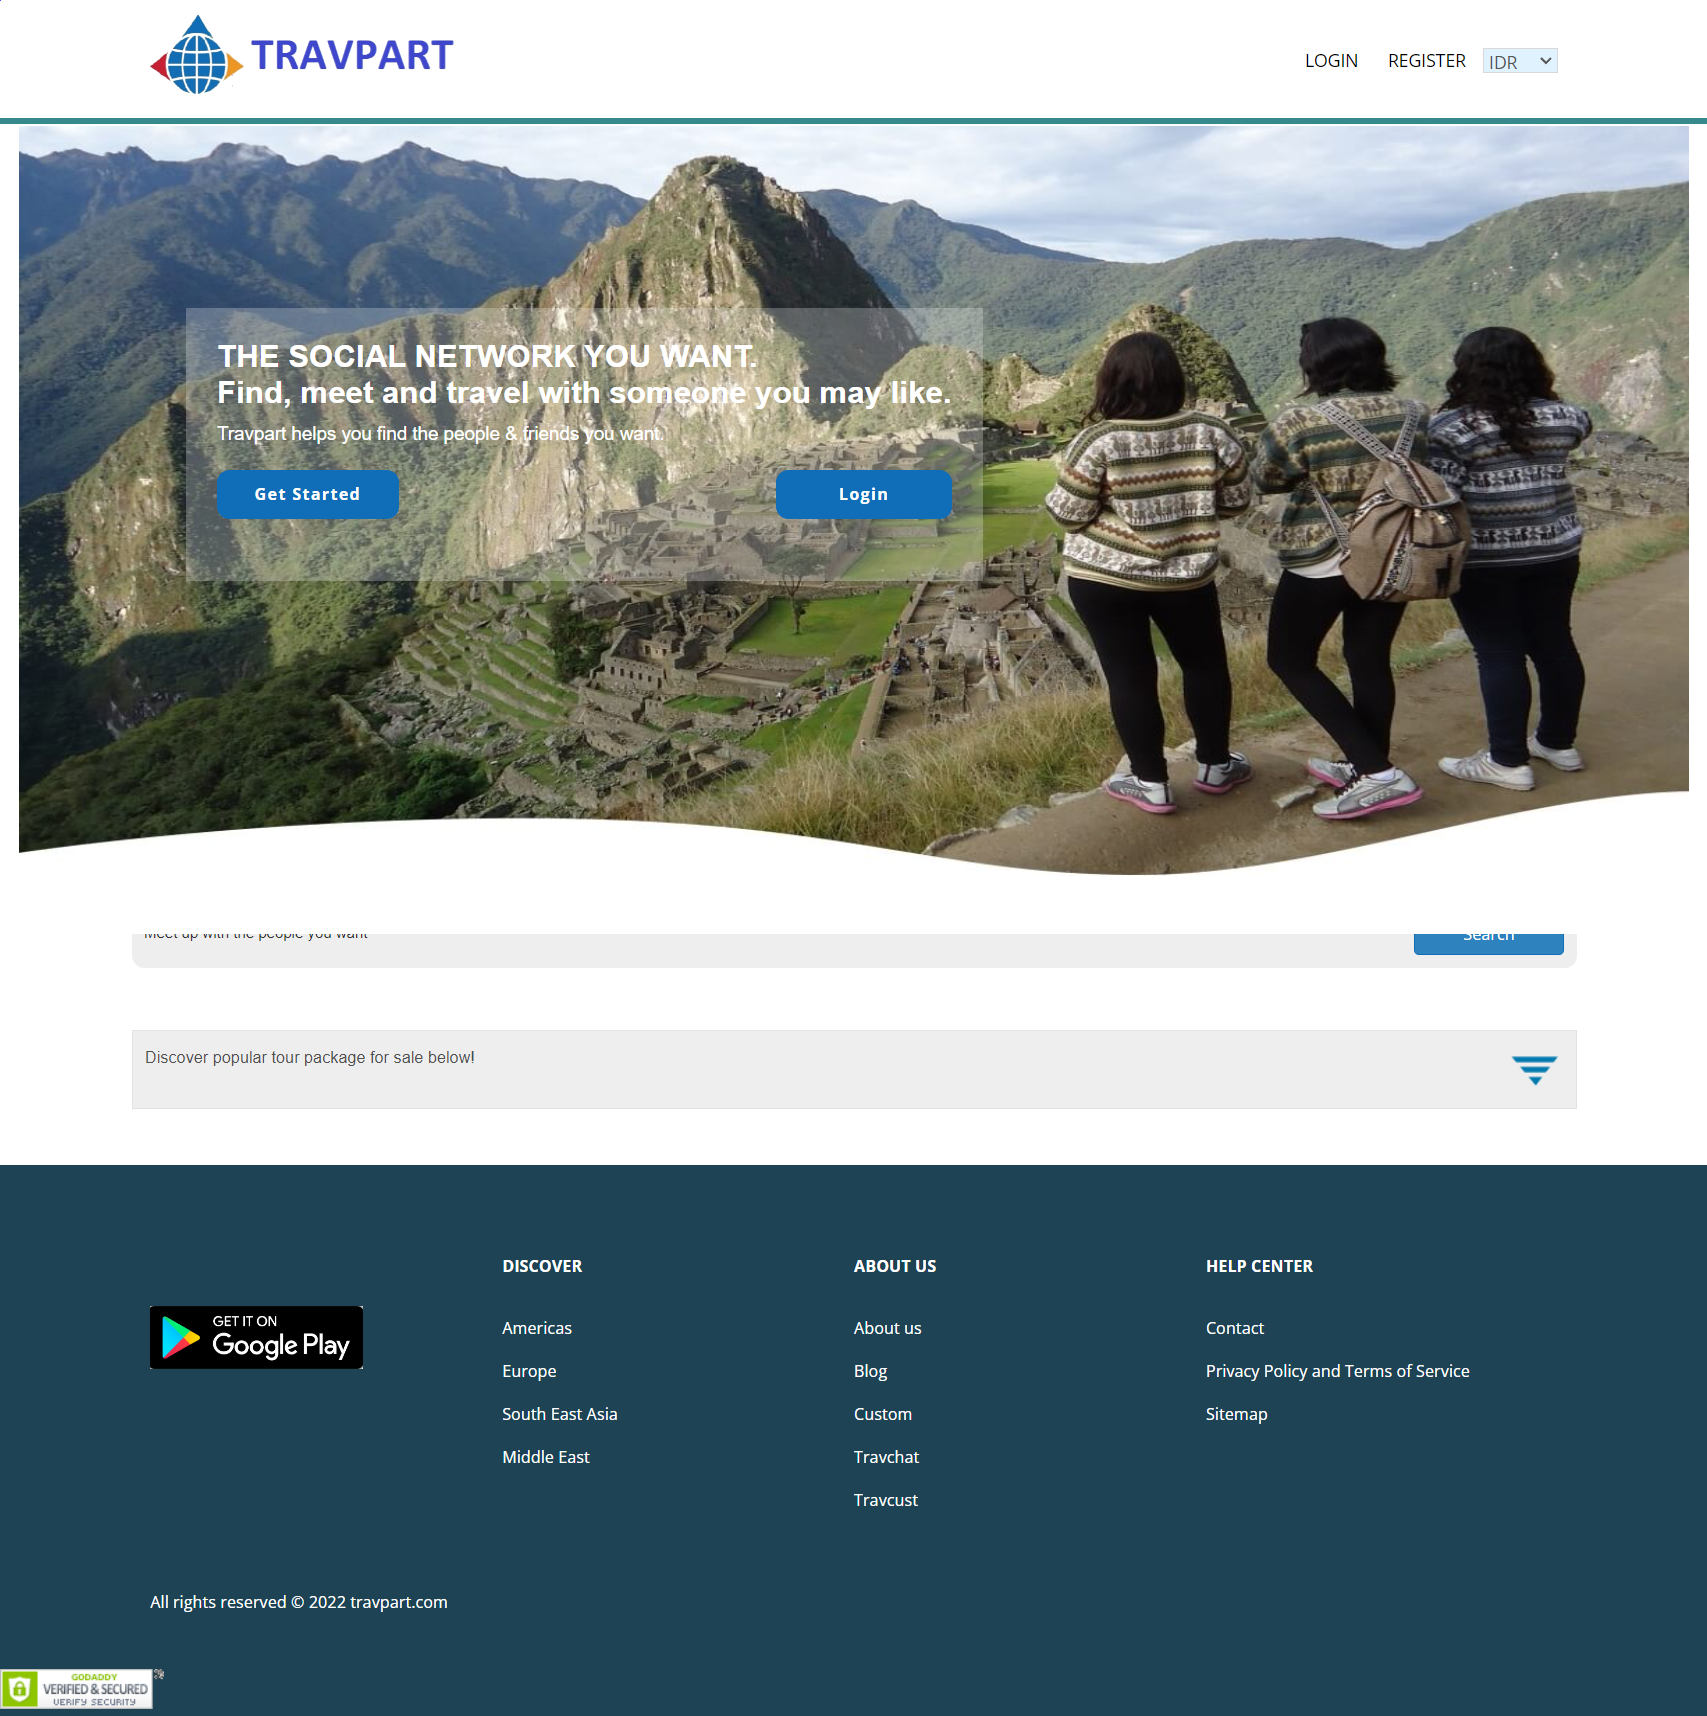 TRAVPART
LOGIN REGISTER IDR
THE SOCIAL NETWORK YOU WANT.
Find, meet and travel with someone you may like.
Travpart helps you find the people & friends you want.
Get Started Login
Meet up with the people you want
Search
Discover popular tour package for sale below!
DISCOVER
Americas
Europe
South East Asia
Middle East
ABOUT US
About us
Blog
Custom
Travchat
Travcust
HELP CENTER
Contact
Privacy Policy and Terms of Service
Sitemap
GET IT ON
Google Play
All rights reserved © 2022 travpart.com
GODADDY
VERIFIED & SECURED
VERIFY SECURITY